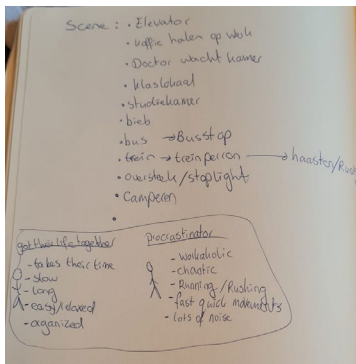 Scene: • Elevator
• koffie halen op werk
• Doctor wacht kamer
• klaslokaal
• studiekamer
• bieb
• bus → Busstop
• trein → treinperron → haasten/
• oversteek/stoplight
• Camperen
•
got their life together
- takes their time
- slow
- long
- easy/relaxed
- organized
procrastinator
- workaholic
- chaotic
- Running/Rushing
- fast quick movements
- lots of noise